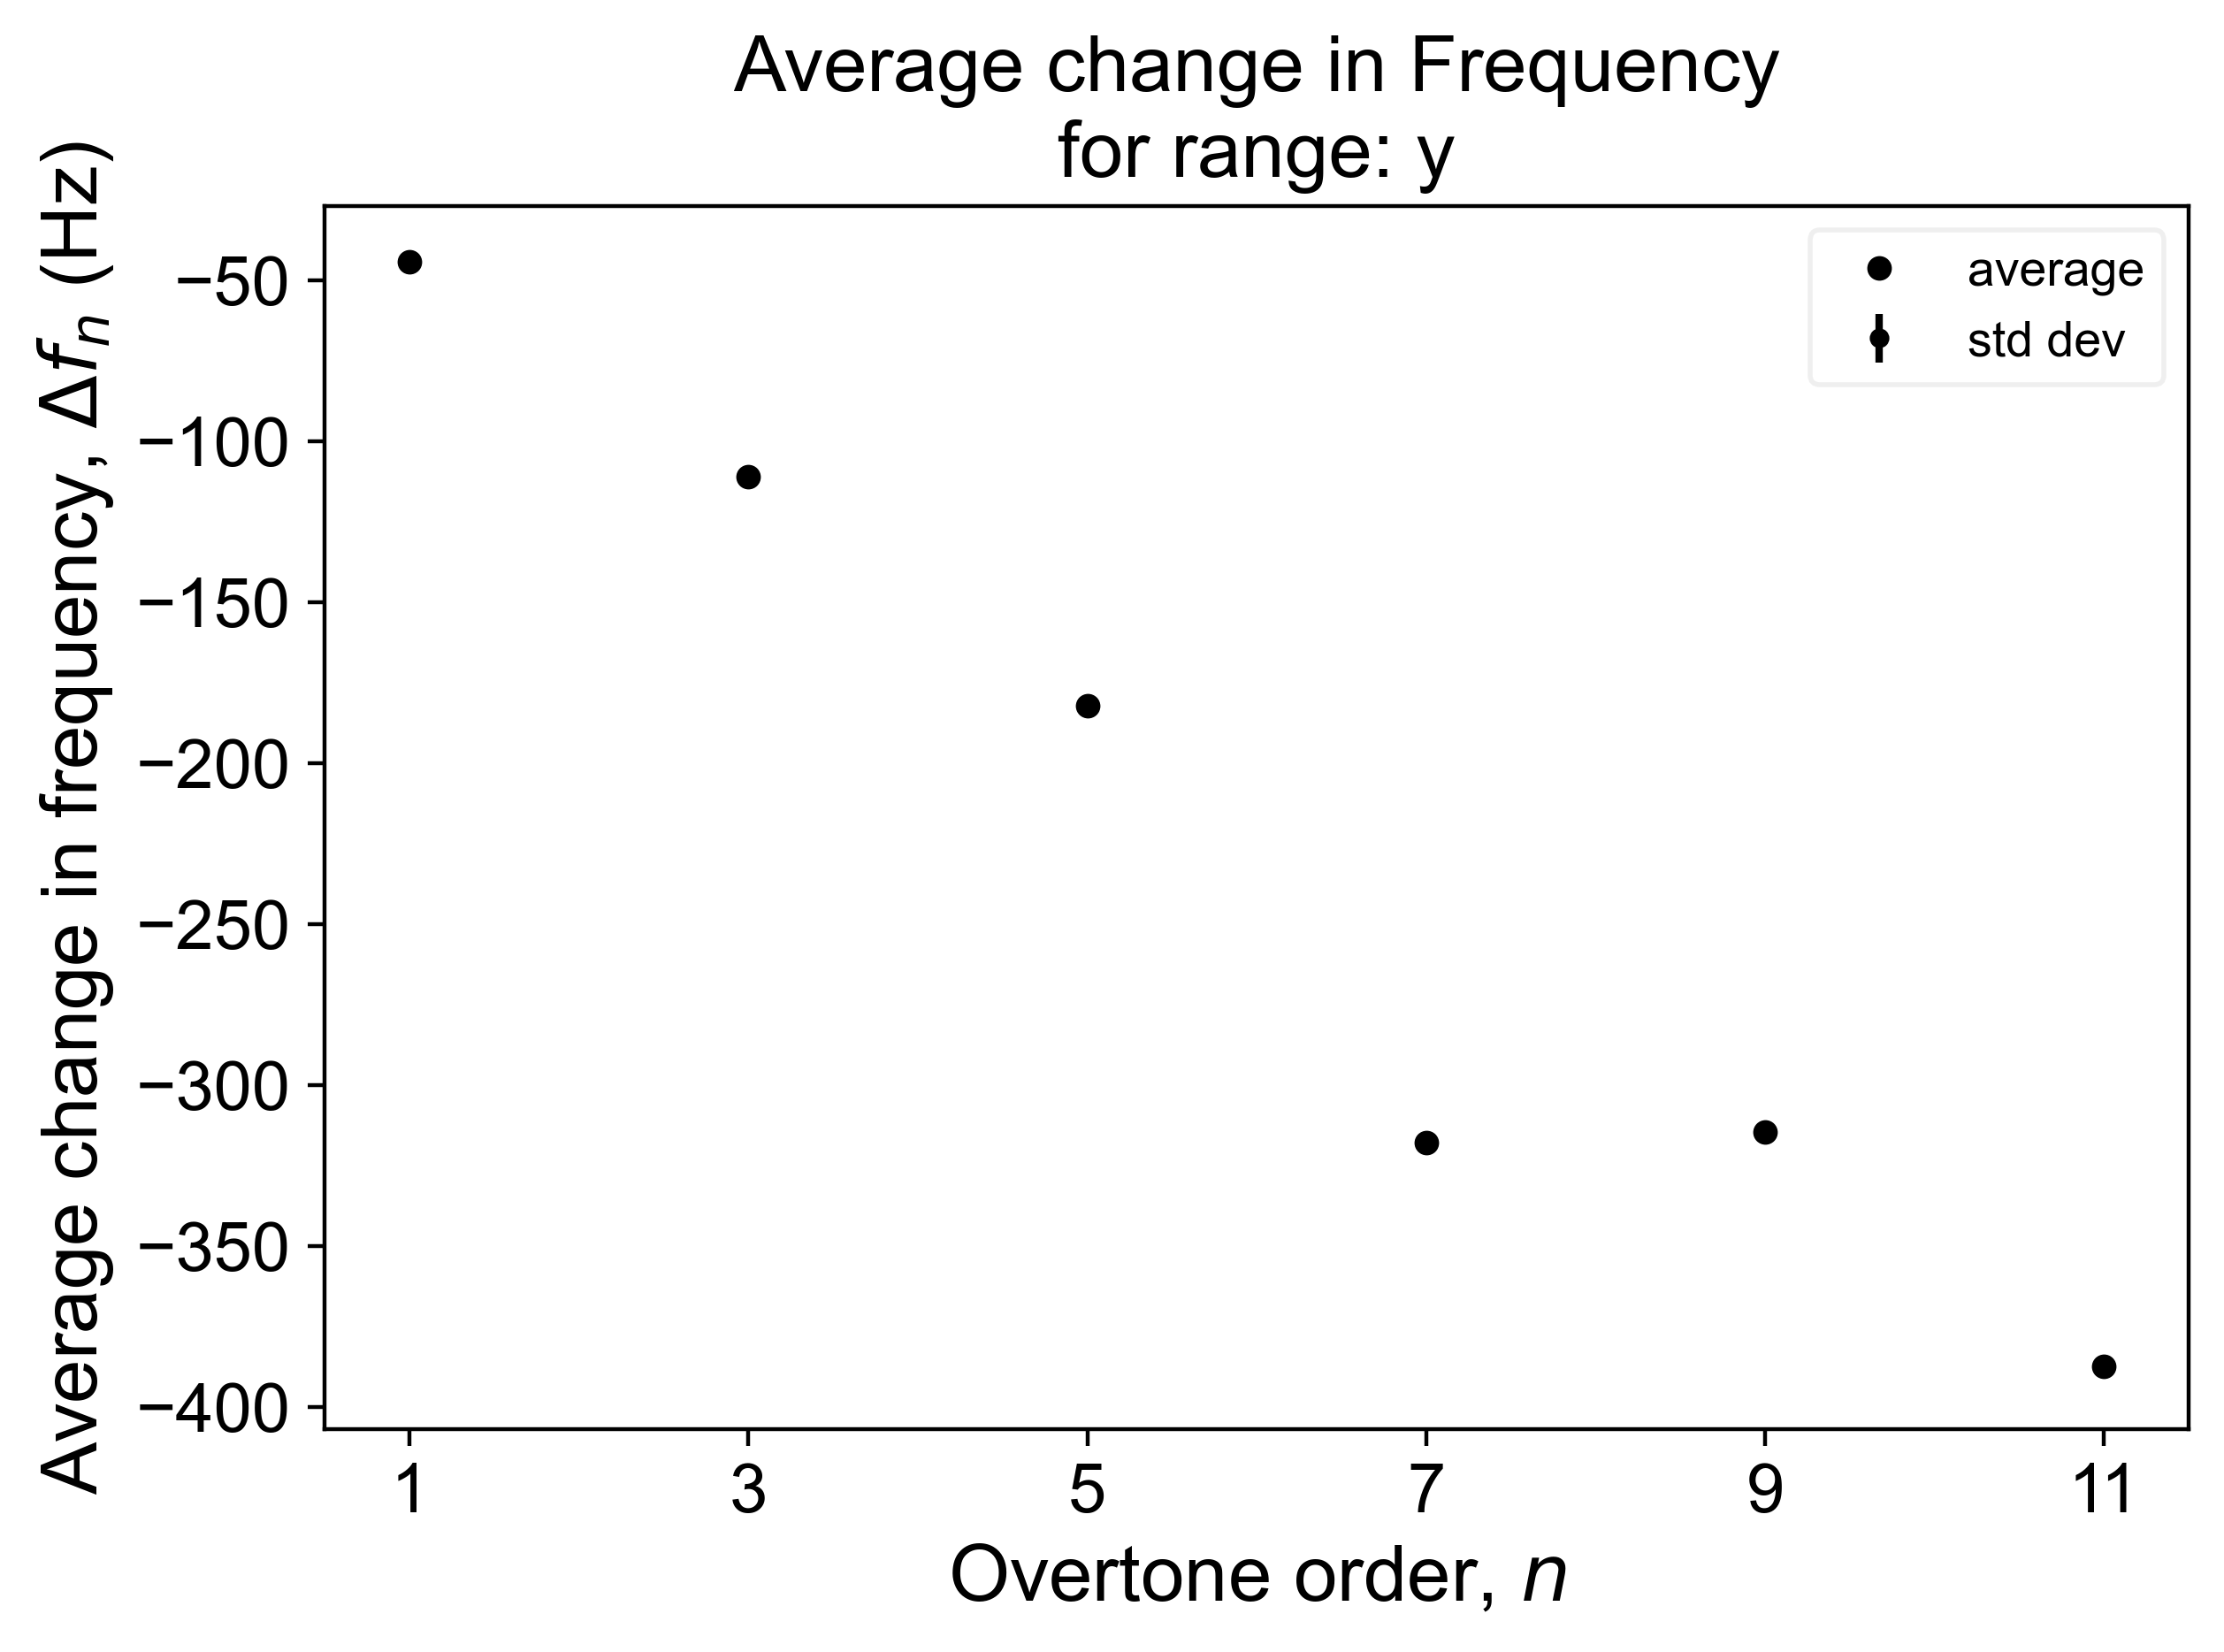 Average change in Frequency
for range: y
Average change in frequency, Δfₙ (Hz)
−50
−100
−150
−200
−250
−300
−350
−400
average
std dev
1 3 5 7 9 11
Overtone order, n